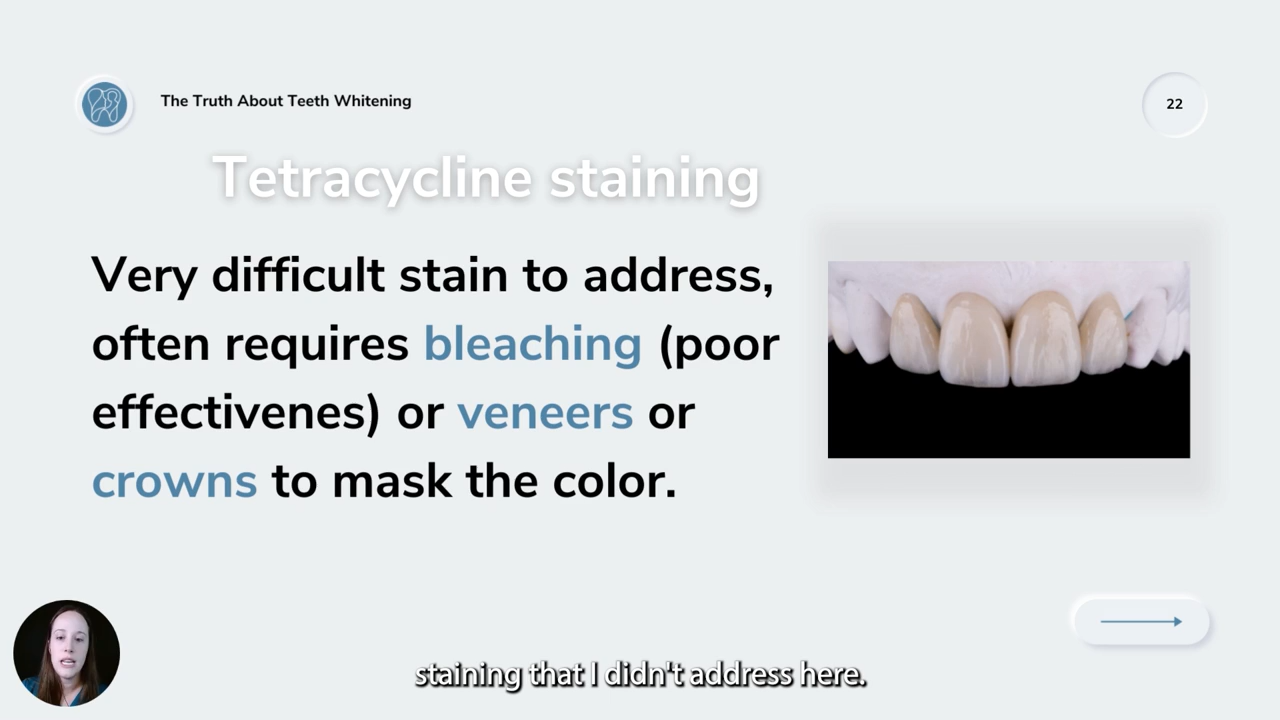 The Truth About Teeth Whitening
22
Tetracycline staining
Very difficult stain to address,
often requires bleaching (poor
effectivenes) or veneers or
crowns to mask the color.
staining that I didn't address here.